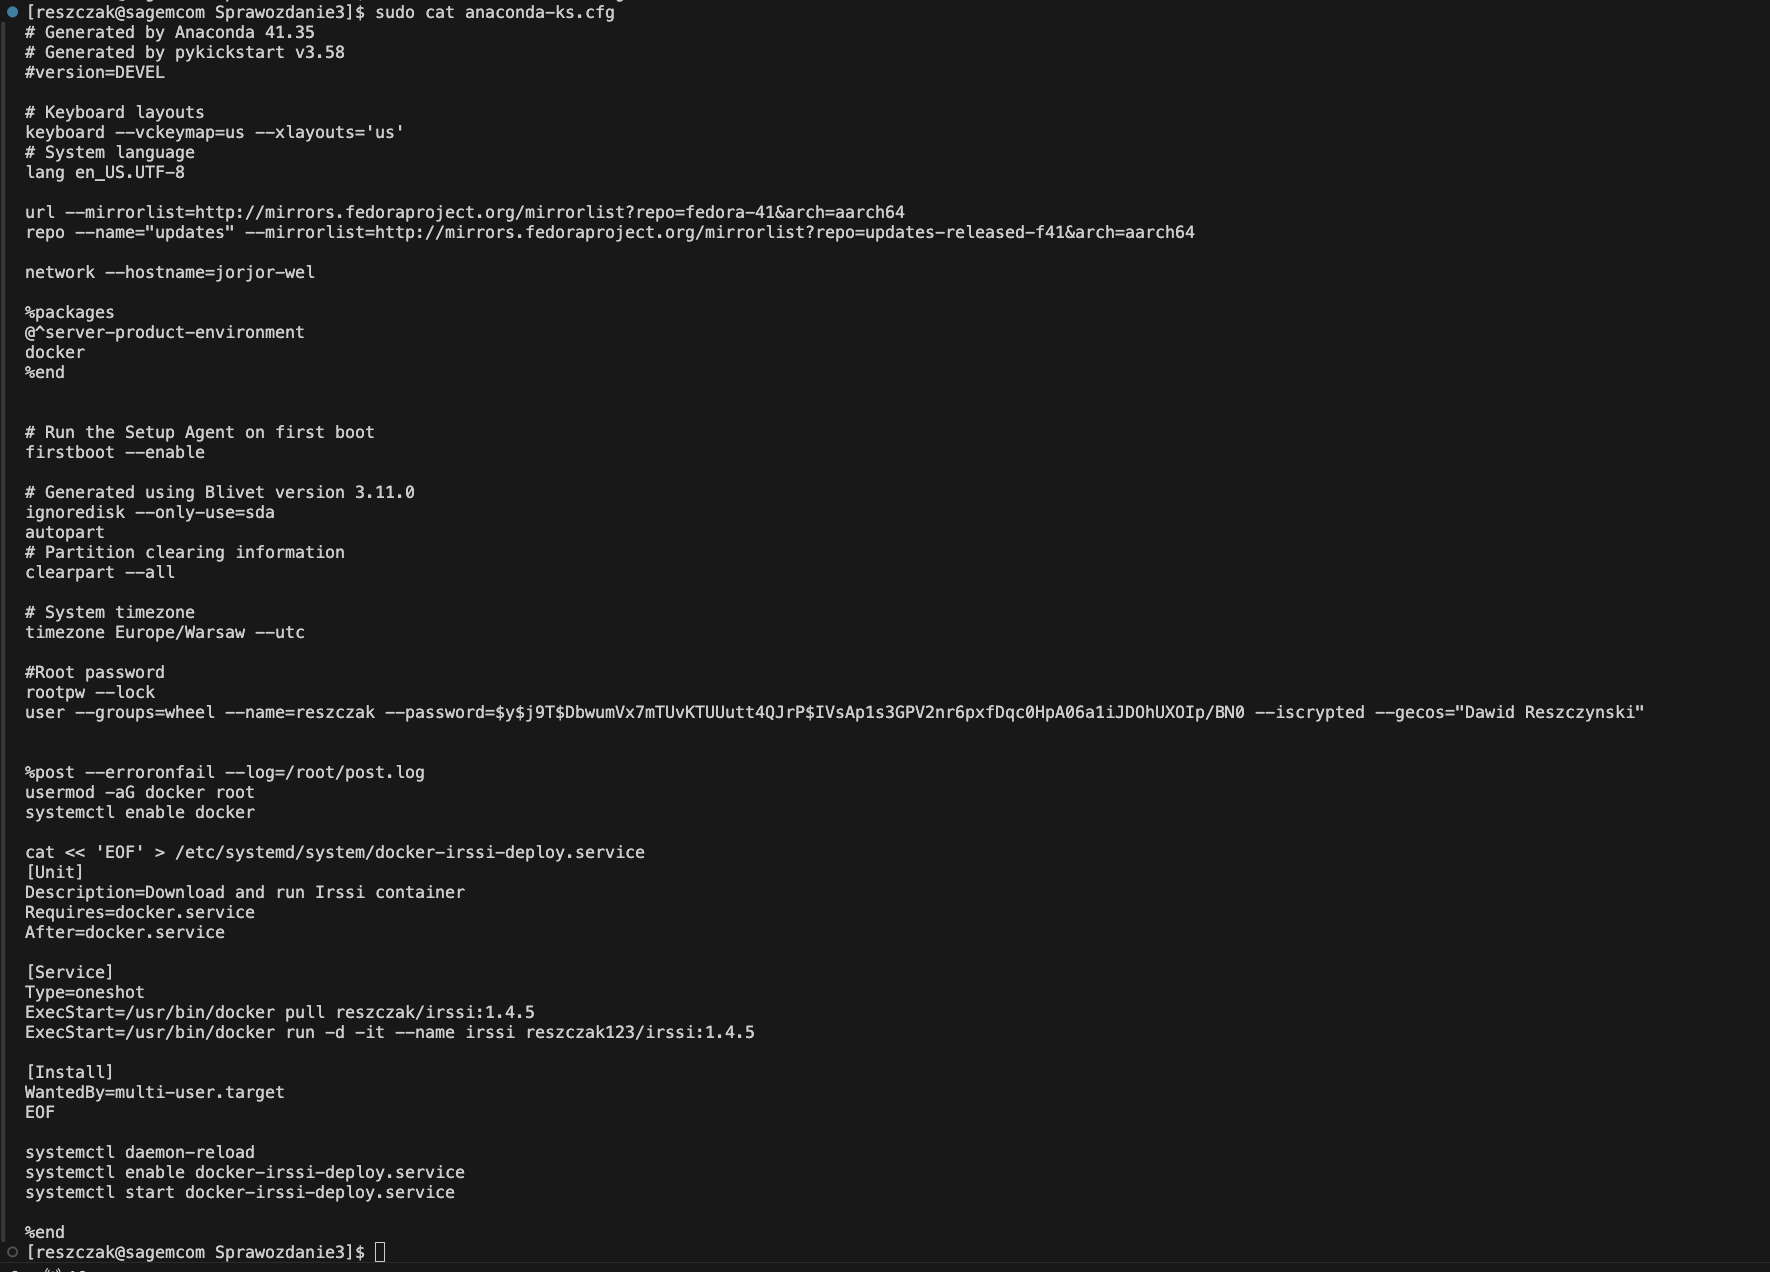 [reszczak@sagemcom Sprawozdanie3]$ sudo cat anaconda-ks.cfg
# Generated by Anaconda 41.35
# Generated by pykickstart v3.58
#version=DEVEL

# Keyboard layouts
keyboard --vckeymap=us --xlayouts='us'
# System language
lang en_US.UTF-8

url --mirrorlist=http://mirrors.fedoraproject.org/mirrorlist?repo=fedora-41&arch=aarch64
repo --name="updates" --mirrorlist=http://mirrors.fedoraproject.org/mirrorlist?repo=updates-released-f41&arch=aarch64

network --hostname=jorjor-wel

%packages
@^server-product-environment
docker
%end

# Run the Setup Agent on first boot
firstboot --enable

# Generated using Blivet version 3.11.0
ignoredisk --only-use=sda
autopart
# Partition clearing information
clearpart --all

# System timezone
timezone Europe/Warsaw --utc

#Root password
rootpw --lock
user --groups=wheel --name=reszczak --password=$y$j9T$DbwumVx7mTUvKTUUutt4QJrP$IVsAp1s3GPV2nr6pxfDqc0HpA06a1iJDOhUXOIp/BN0 --iscrypted --gecos="Dawid Reszczynski"

%post --erroronfail --log=/root/post.log
usermod -aG docker root
systemctl enable docker

cat << 'EOF' > /etc/systemd/system/docker-irssi-deploy.service
[Unit]
Description=Download and run Irssi container
Requires=docker.service
After=docker.service

[Service]
Type=oneshot
ExecStart=/usr/bin/docker pull reszczak/irssi:1.4.5
ExecStart=/usr/bin/docker run -d -it --name irssi reszczak123/irssi:1.4.5

[Install]
WantedBy=multi-user.target
EOF

systemctl daemon-reload
systemctl enable docker-irssi-deploy.service
systemctl start docker-irssi-deploy.service

%end
[reszczak@sagemcom Sprawozdanie3]$